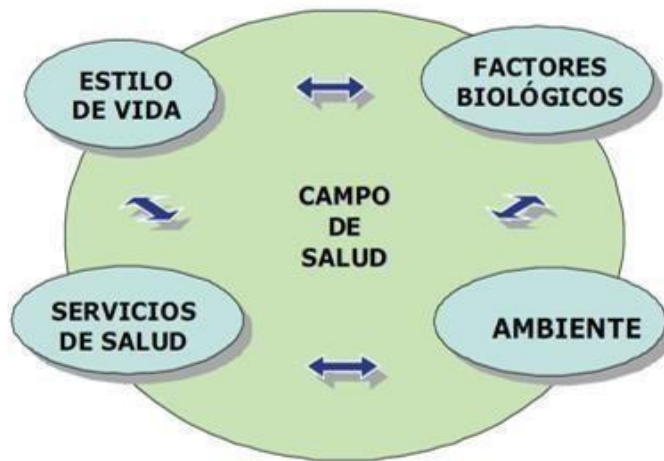 ESTILO
DE VIDA
FACTORES
BIOLÓGICOS
CAMPO
DE
SALUD
SERVICIOS
DE SALUD
AMBIENTE